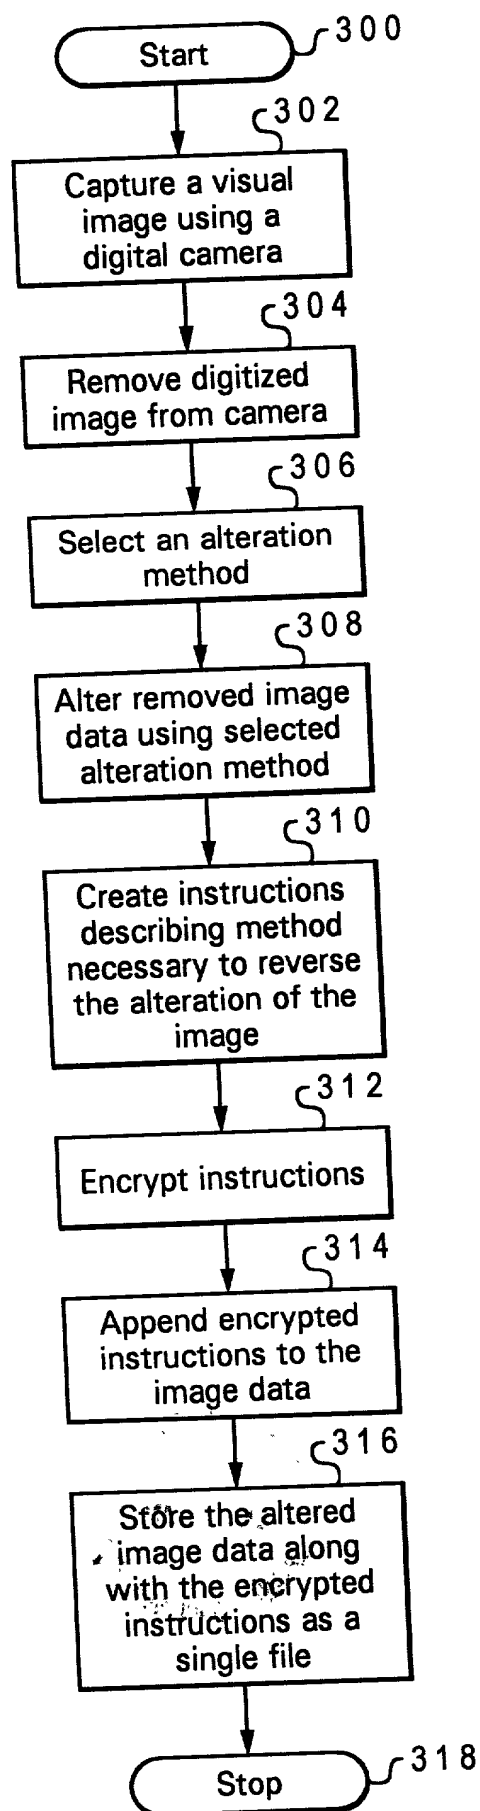 Start
300
302
Capture a visual
image using a
digital camera
304
Remove digitized
image from camera
306
Select an alteration
method
308
Alter removed image
data using selected
alteration method
310
Create instructions
describing method
necessary to reverse
the alteration of the
image
312
Encrypt instructions
314
Append encrypted
instructions to the
image data
316
Store the altered
image data along
with the encrypted
instructions as a
single file
Stop
318